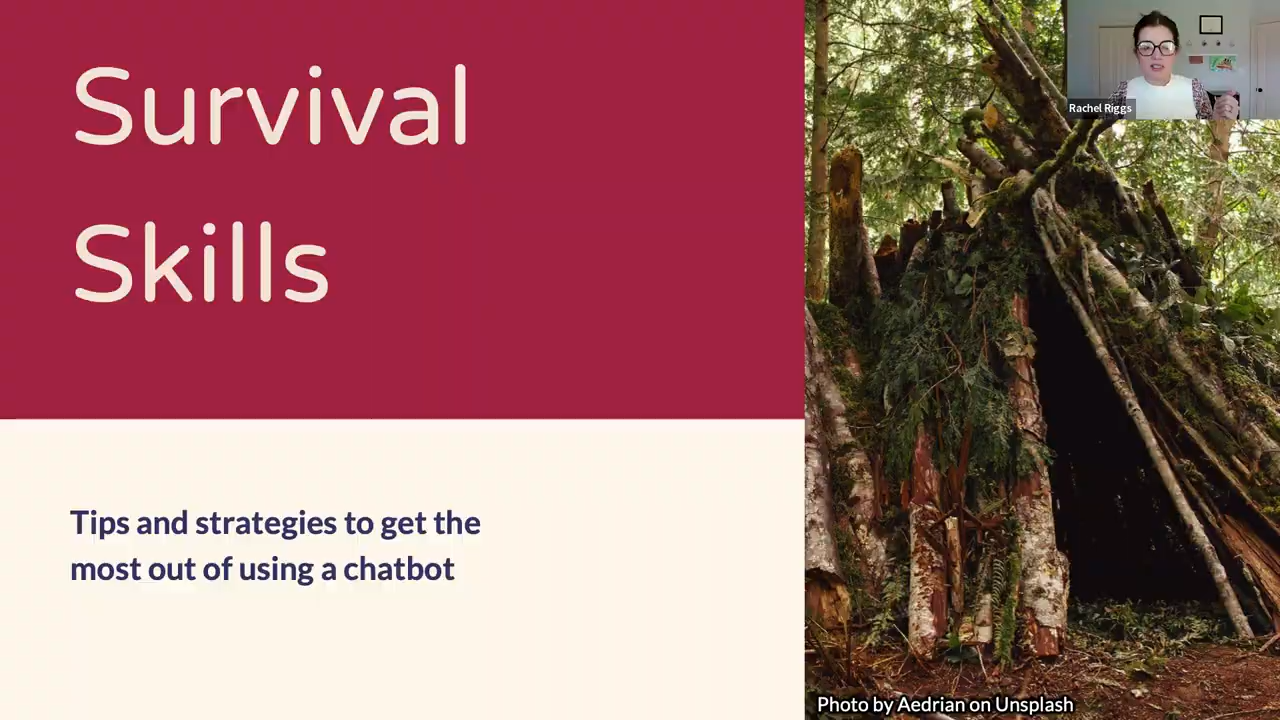 Survival
Skills
Tips and strategies to get the
most out of using a chatbot
Rachel Riggs
Photo by Aedrian on Unsplash